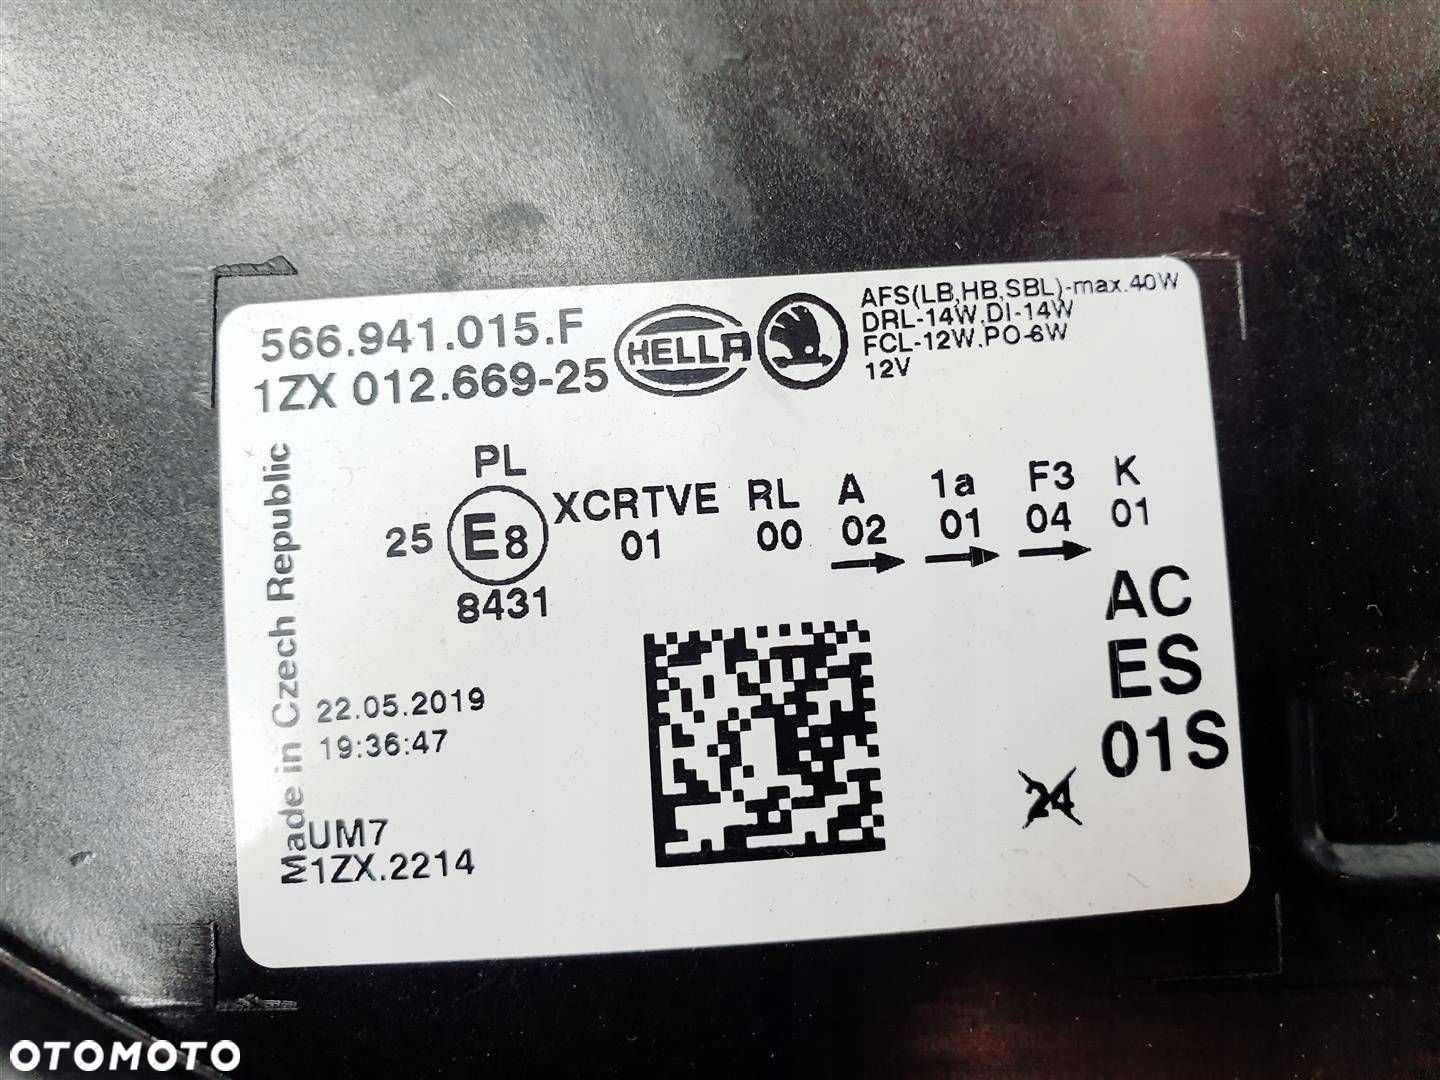 566.941.015.F
1ZX 012.669-25
HELLA
AFS(LB,HB,SBL)-max.40W
DRL-14W,DI-14W
FCL-12W,PO-6W
12V
Made in Czech Republic
PL
25 E8 XCRTVE RL A 1a F3 K
01 00 02 01 04 01
8431
AC
ES
01S
22.05.2019
19:36:47
24
UM7
1ZX.2214
OTOMOTO